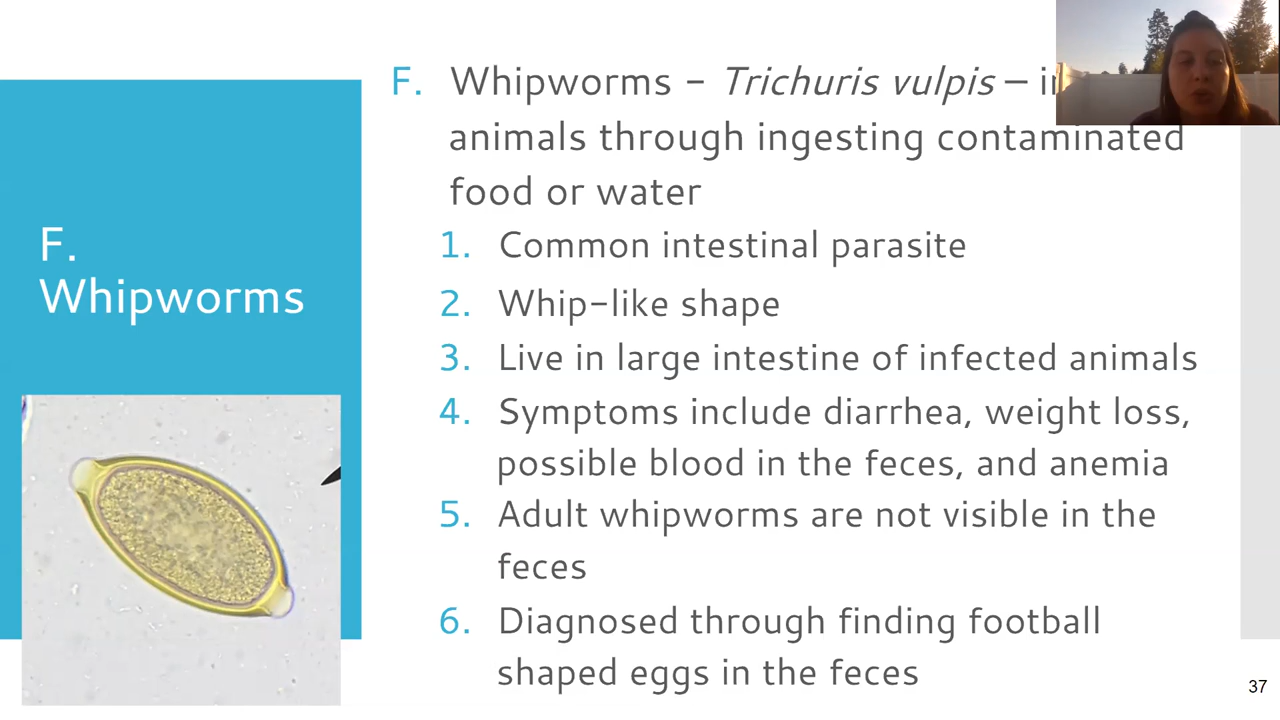 F.
Whipworms
F. Whipworms - Trichuris vulpis –
animals through ingesting contaminated
food or water
1. Common intestinal parasite
2. Whip-like shape
3. Live in large intestine of infected animals
4. Symptoms include diarrhea, weight loss,
possible blood in the feces, and anemia
5. Adult whipworms are not visible in the
feces
6. Diagnosed through finding football
shaped eggs in the feces
37